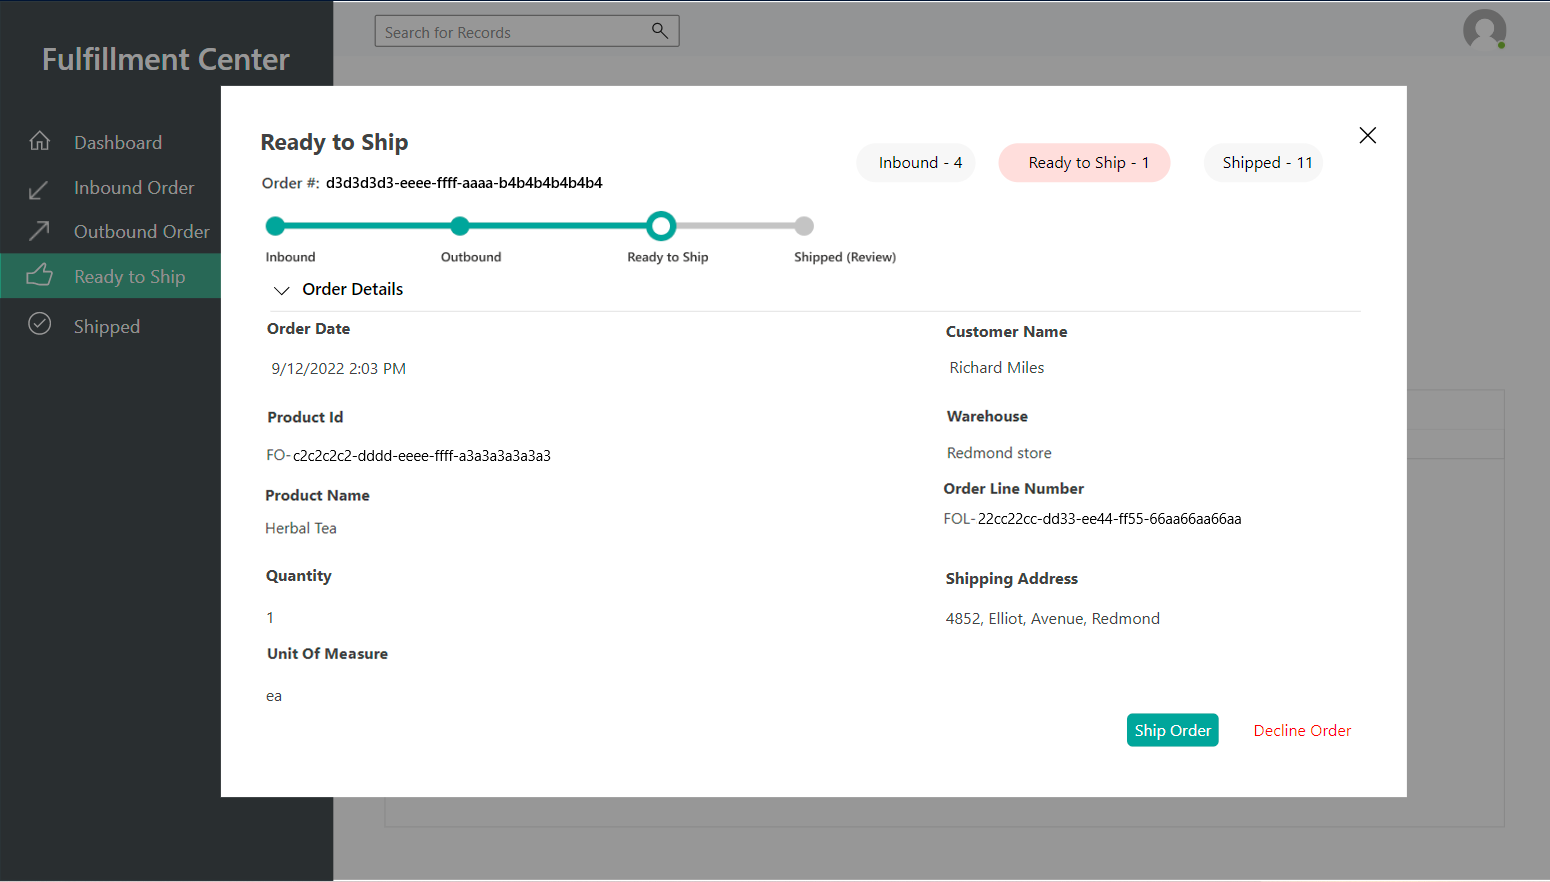 Search for Records
Fulfillment Center
Dashboard
Inbound Order
Outbound Order
Ready to Ship
Shipped
Ready to Ship
Inbound - 4
Ready to Ship - 1
Shipped - 11
Order #: d3d3d3d3-eeee-ffff-aaaa-b4b4b4b4b4b4
Inbound
Outbound
Ready to Ship
Shipped (Review)
Order Details
Order Date
9/12/2022 2:03 PM
Product Id
FO-c2c2c2c2-dddd-eeee-ffff-a3a3a3a3a3a3
Product Name
Herbal Tea
Quantity
1
Unit Of Measure
ea
Customer Name
Richard Miles
Warehouse
Redmond store
Order Line Number
FOL-22cc22cc-dd33-ee44-ff55-66aa66aa66aa
Shipping Address
4852, Elliot, Avenue, Redmond
Ship Order
Decline Order